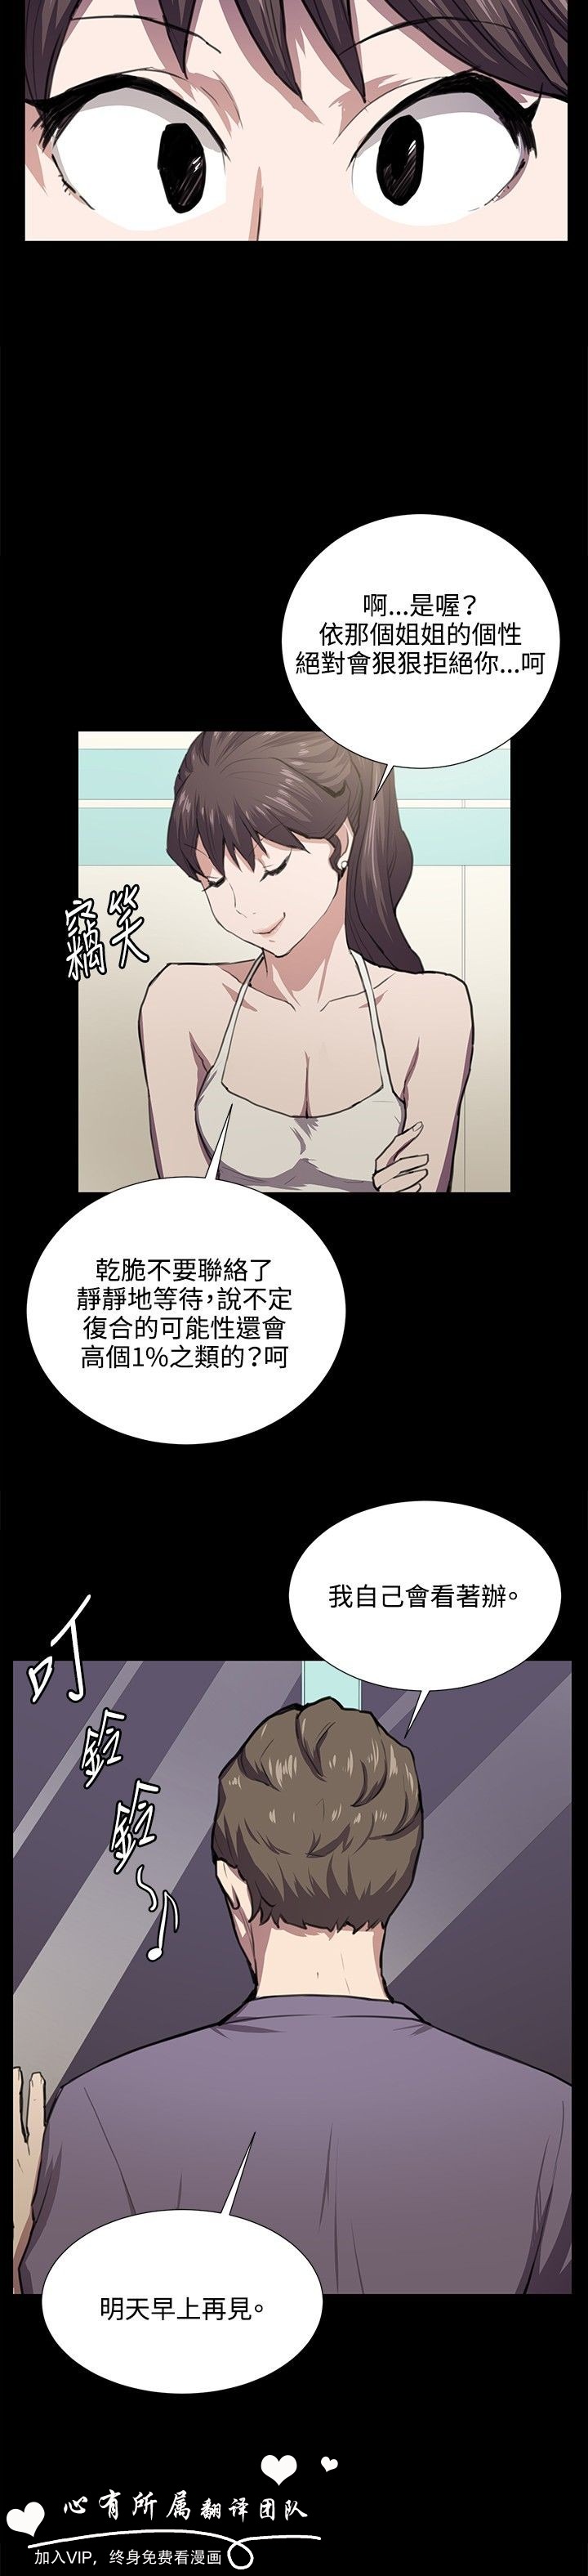 啊...是喔？
依那個姐姐的個性
絕對會狠狠拒絕你...呵
竊笑
乾脆不要聯絡了
靜靜地等待，說不定
復合的可能性還會
高個1%之類的？呵
我自己會看著辦。
叮鈴鈴~♪
明天早上再見。
心有所属翻译团队
加入VIP，终身免费看漫画